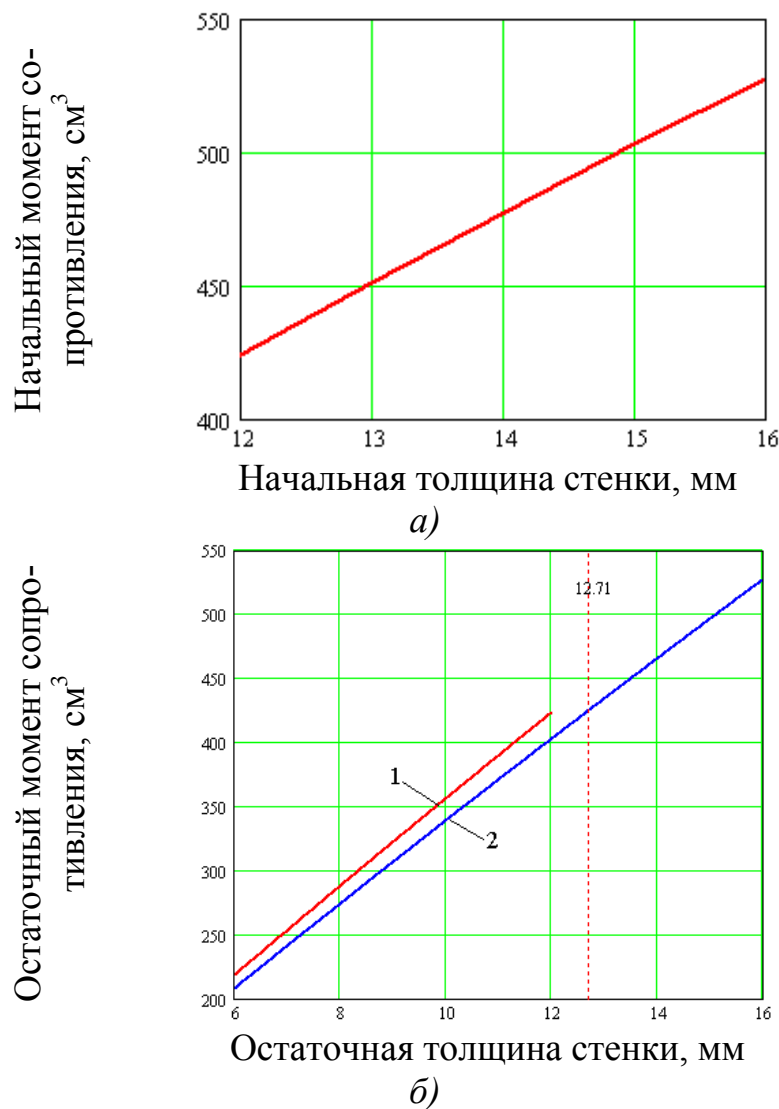 Начальный момент со-
противления, см³
550
500
450
400
12 13 14 15 16
Начальная толщина стенки, мм
а)
Остаточный момент сопро-
тивления, см³
550
500
450
400
350
300
250
200
12.71
1
2
6 8 10 12 14 16
Остаточная толщина стенки, мм
б)